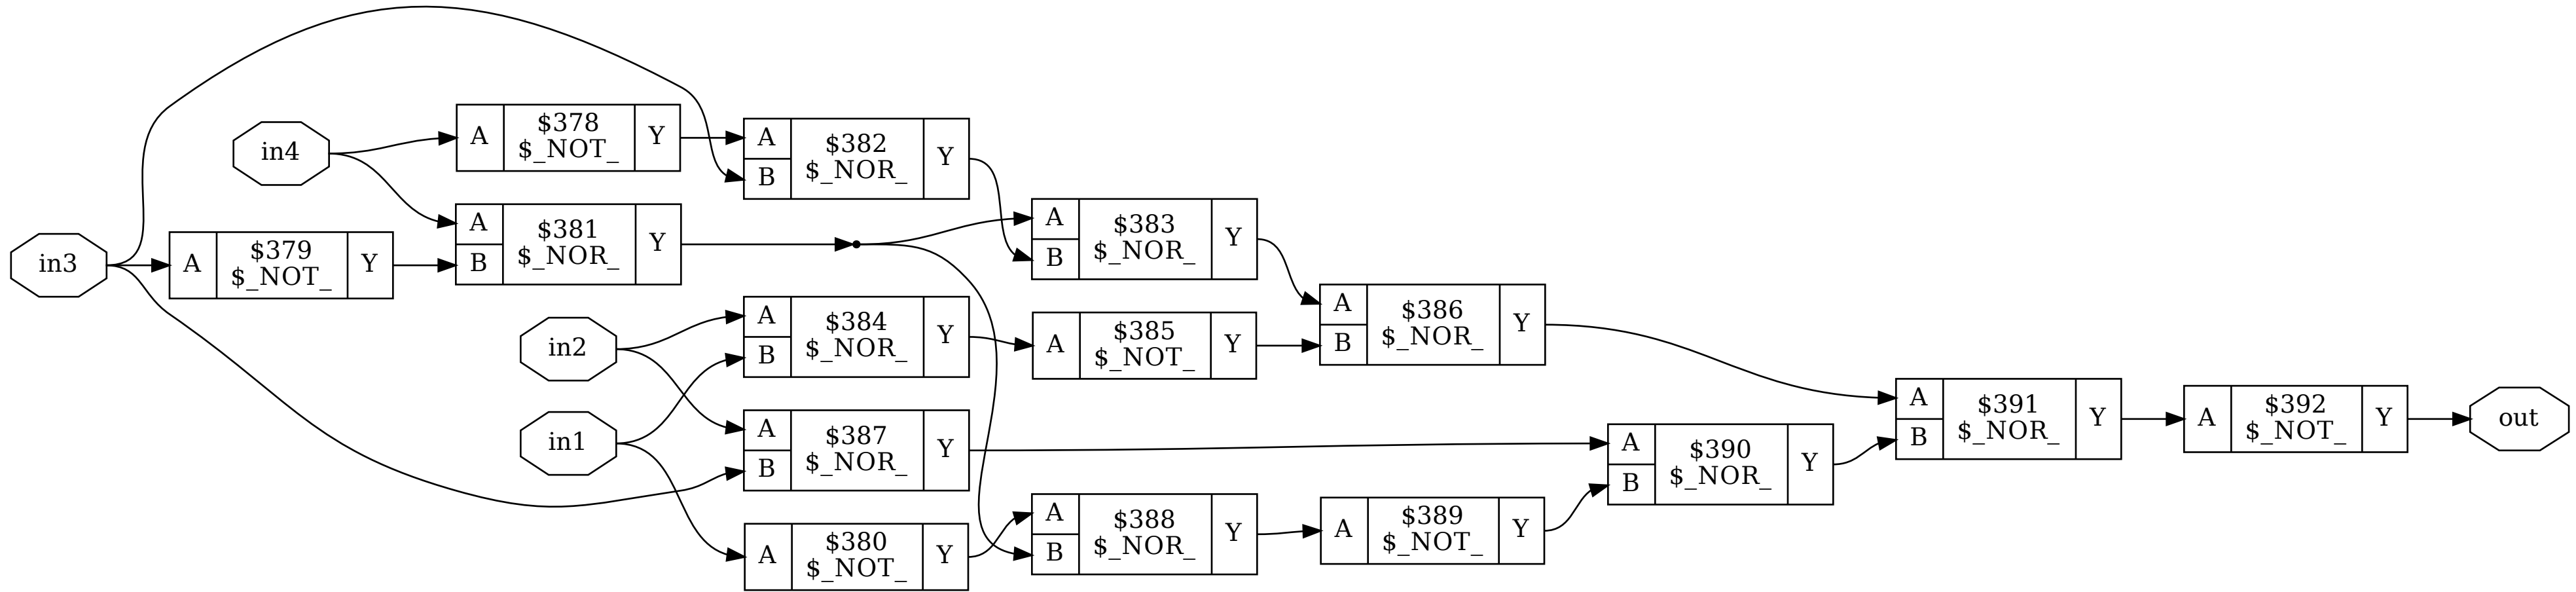 in3
in4
in2
in1
A
$379
$_NOT_
Y
A
$378
$_NOT_
Y
A
B
$381
$_NOR_
Y
A
B
$382
$_NOR_
Y
A
B
$384
$_NOR_
Y
A
B
$387
$_NOR_
Y
A
$380
$_NOT_
Y
A
B
$383
$_NOR_
Y
A
$385
$_NOT_
Y
A
B
$388
$_NOR_
Y
A
B
$386
$_NOR_
Y
A
$389
$_NOT_
Y
A
B
$390
$_NOR_
Y
A
B
$391
$_NOR_
Y
A
$392
$_NOT_
Y
out